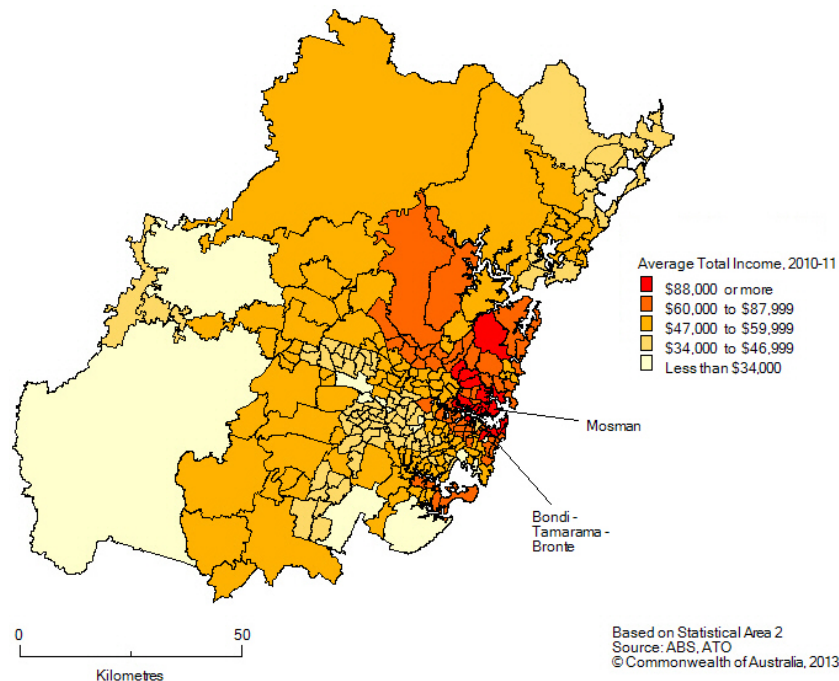 Average Total Income, 2010-11
$88,000 or more
$60,000 to $87,999
$47,000 to $59,999
$34,000 to $46,999
Less than $34,000
Mosman
Bondi -
Tamarama -
Bronte
0 50
Kilometres
Based on Statistical Area 2
Source: ABS, ATO
© Commonwealth of Australia, 2013